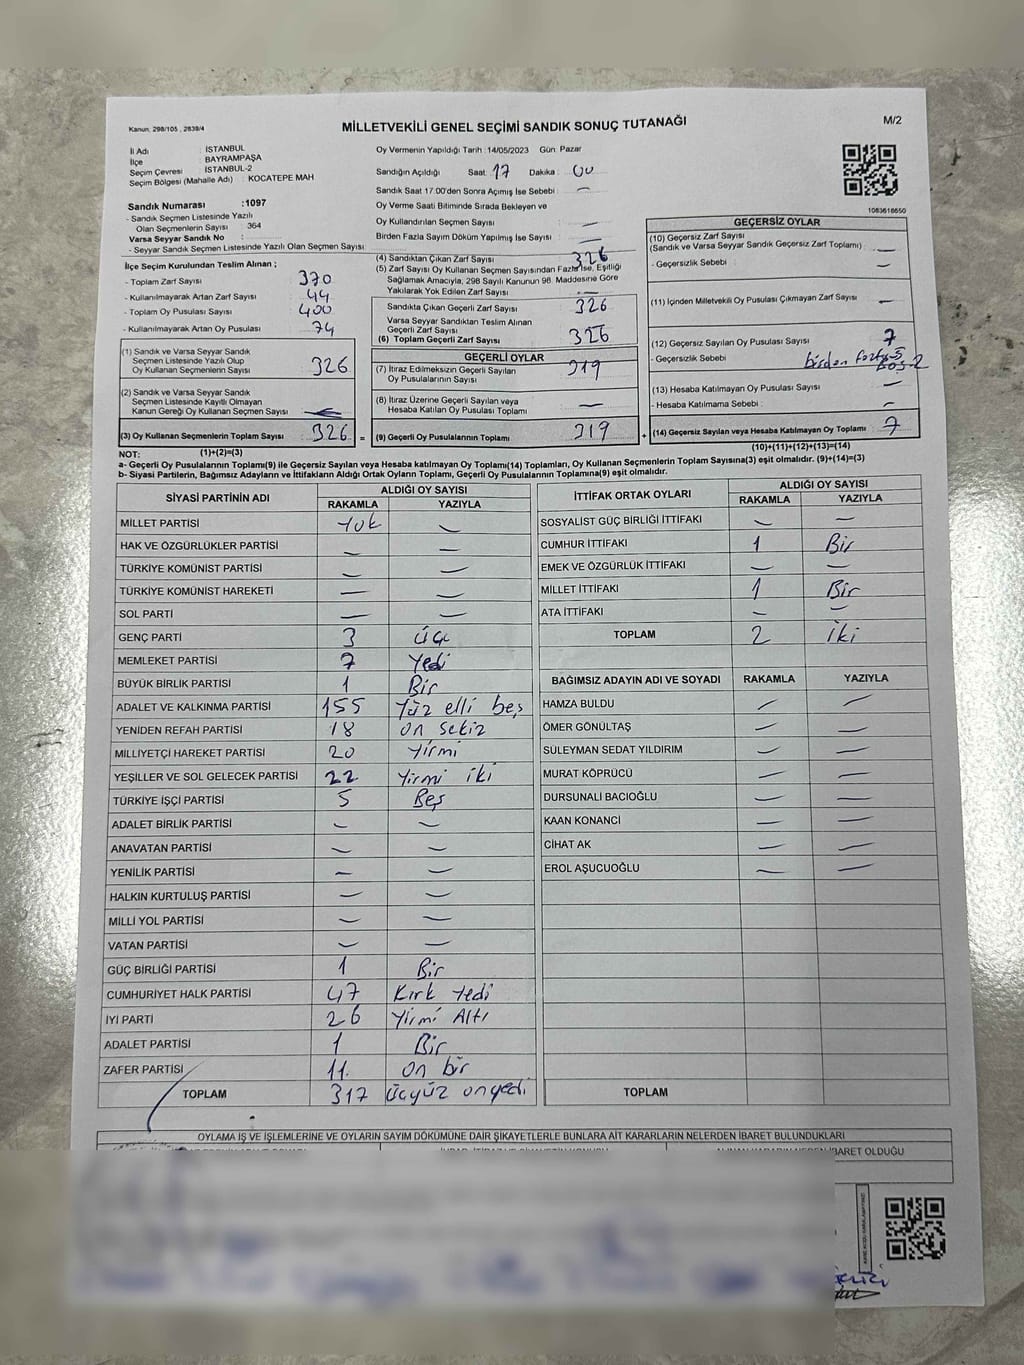 Kanun; 298/105 , 2839/4
MİLLETVEKİLİ GENEL SEÇİMİ SANDIK SONUÇ TUTANAĞI
M/2
İl Adı : İSTANBUL
İlçe : BAYRAMPAŞA
Seçim Çevresi : İSTANBUL-2
Seçim Bölgesi (Mahalle Adı) : KOCATEPE MAH
Sandık Numarası :1097
- Sandık Seçmen Listesinde Yazılı
Olan Seçmenlerin Sayısı : 364
Varsa Seyyar Sandık No :
- Seyyar Sandık Seçmen Listesinde Yazılı Olan Seçmen Sayısı :
Oy Vermenin Yapıldığı Tarih : 14/05/2023 Gün: Pazar
Sandığın Açıldığı Saat: 17 Dakika : 00
Sandık Saat 17.00'den Sonra Açımış İse Sebebi : —
Oy Verme Saati Bitiminde Sırada Bekleyen ve
Oy Kullandırılan Seçmen Sayısı : —
Birden Fazla Sayım Döküm Yapılmış İse Sayısı : —
1083618650
İlçe Seçim Kurulundan Teslim Alınan ;
- Toplam Zarf Sayısı : 370
- Kullanılmayarak Artan Zarf Sayısı : 44
- Toplam Oy Pusulası Sayısı : 400
- Kullanılmayarak Artan Oy Pusulası : 74
(1) Sandık ve Varsa Seyyar Sandık
Seçmen Listesinde Yazılı Olup
Oy Kullanan Seçmenlerin Sayısı : 326
(2) Sandık ve Varsa Seyyar Sandık
Seçmen Listesinde Kayıtlı Olmayan
Kanun Gereği Oy Kullanan Seçmen Sayısı :
(3) Oy Kullanan Seçmenlerin Toplam Sayısı : 326 =
(4) Sandıktan Çıkan Zarf Sayısı : 326
(5) Zarf Sayısı Oy Kullanan Seçmen Sayısından Fazla İse, Eşitliği
Sağlamak Amacıyla, 298 Sayılı Kanunun 98. Maddesine Göre
Yakılarak Yok Edilen Zarf Sayısı : —
Sandıkta Çıkan Geçerli Zarf Sayısı : 326
Varsa Seyyar Sandıktan Teslim Alınan
Geçerli Zarf Sayısı
(6) Toplam Geçerli Zarf Sayısı : 326
GEÇERLİ OYLAR
(7) İtiraz Edilmeksizin Geçerli Sayılan
Oy Pusulalarının Sayısı : 319
(8) İtiraz Üzerine Geçerli Sayılan veya
Hesaba Katılan Oy Pusulası Toplamı : —
(9) Geçerli Oy Pusulalarının Toplamı : 319 +
GEÇERSİZ OYLAR
(10) Geçersiz Zarf Sayısı
(Sandık ve Varsa Seyyar Sandık Geçersiz Zarf Toplamı) : —
- Geçersizlik Sebebi : —
(11) İçinden Milletvekili Oy Pusulası Çıkmayan Zarf Sayısı : —
(12) Geçersiz Sayılan Oy Pusulası Sayısı : 7
- Geçersizlik Sebebi : birden fazla 5
boş-2
(13) Hesaba Katılmayan Oy Pusulası Sayısı : —
- Hesaba Katılmama Sebebi : —
(14) Geçersiz Sayılan veya Hesaba Katılmayan Oy Toplamı : 7
NOT: (1)+(2)=(3)
(10)+(11)+(12)+(13)=(14)
a- Geçerli Oy Pusulalarının Toplamı(9) ile Geçersiz Sayılan veya Hesaba katılmayan Oy Toplamı(14) Toplamları, Oy Kullanan Seçmenlerin Toplam Sayısına(3) eşit olmalıdır. (9)+(14)=(3)
b- Siyasi Partilerin, Bağımsız Adayların ve İttifakların Aldığı Ortak Oyların Toplamı, Geçerli Oy Pusulalarının Toplamına(9) eşit olmalıdır.
SİYASİ PARTİNİN ADI ALDIĞI OY SAYISI
RAKAMLA YAZIYLA
MİLLET PARTİSİ Yok —
HAK VE ÖZGÜRLÜKLER PARTİSİ — —
TÜRKİYE KOMÜNİST PARTİSİ — —
TÜRKİYE KOMÜNİST HAREKETİ — —
SOL PARTİ — —
GENÇ PARTİ 3 Üç
MEMLEKET PARTİSİ 7 Yedi
BÜYÜK BİRLİK PARTİSİ 1 Bir
ADALET VE KALKINMA PARTİSİ 155 Yüz elli beş
YENİDEN REFAH PARTİSİ 18 on sekiz
MİLLİYETÇİ HAREKET PARTİSİ 20 Yirmi
YEŞİLLER VE SOL GELECEK PARTİSİ 22 Yirmi iki
TÜRKİYE İŞÇİ PARTİSİ 5 Beş
ADALET BİRLİK PARTİSİ — —
ANAVATAN PARTİSİ — —
YENİLİK PARTİSİ — —
HALKIN KURTULUŞ PARTİSİ — —
MİLLİ YOL PARTİSİ — —
VATAN PARTİSİ — —
GÜÇ BİRLİĞİ PARTİSİ 1 Bir
CUMHURİYET HALK PARTİSİ 47 Kırk Yedi
İYİ PARTİ 26 Yirmi Altı
ADALET PARTİSİ 1 Bir
ZAFER PARTİSİ 11. on bir
TOPLAM 317 üçyüz onyedi
İTTİFAK ORTAK OYLARI ALDIĞI OY SAYISI
RAKAMLA YAZIYLA
SOSYALİST GÜÇ BİRLİĞİ İTTİFAKI — —
CUMHUR İTTİFAKI 1 Bir
EMEK VE ÖZGÜRLÜK İTTİFAKI — —
MİLLET İTTİFAKI 1 Bir
ATA İTTİFAKI — —
TOPLAM 2 iki
BAĞIMSIZ ADAYIN ADI VE SOYADI RAKAMLA YAZIYLA
HAMZA BULDU — —
ÖMER GÖNÜLTAŞ — —
SÜLEYMAN SEDAT YILDIRIM — —
MURAT KÖPRÜCÜ — —
DURSUNALİ BACIOĞLU — —
KAAN KONANCİ — —
CİHAT AK — —
EROL AŞUCUOĞLU — —
TOPLAM
OYLAMA İŞ VE İŞLEMLERİNE VE OYLARIN SAYIM DÖKÜMÜNE DAİR ŞİKAYETLERLE BUNLARA AİT KARARLARIN NELERDEN İBARET BULUNDUKLARI
İBARET OLDUĞU